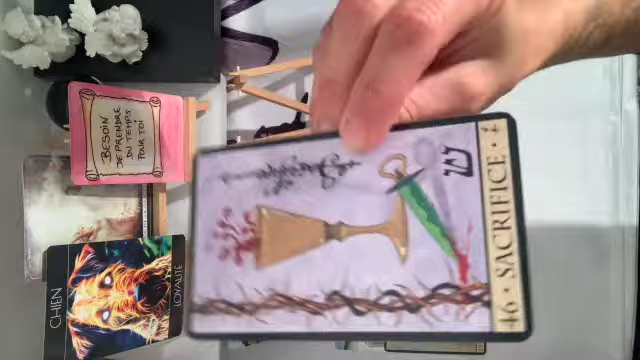 BESOIN
DE PRENDRE
DU TEMPS
POUR TOI
CHIEN
LOYAUTÉ
46 • SACRIFICE •